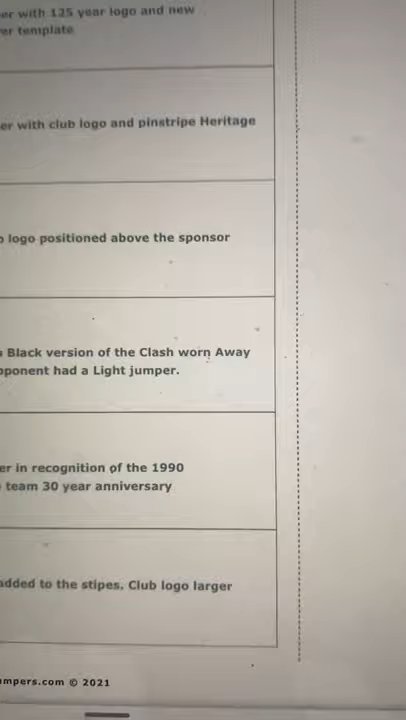 er with 125 year logo and new
er template
er with club logo and pinstripe Heritage
logo positioned above the sponsor
Black version of the Clash worn Away
pponent had a Light jumper.
er in recognition of the 1990
team 30 year anniversary
added to the stipes. Club logo larger
umpers.com © 2021